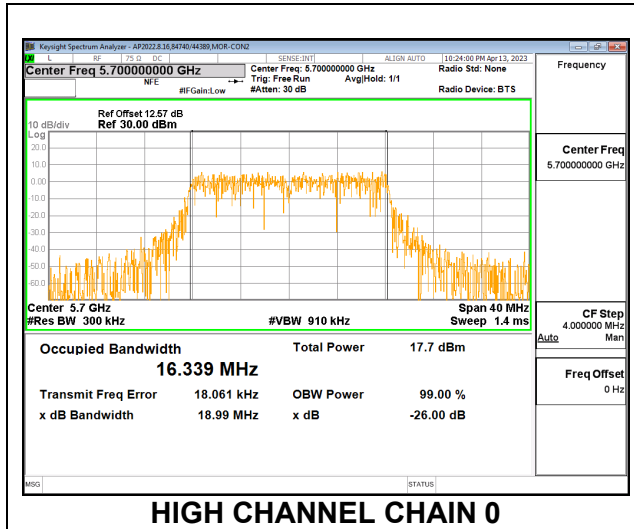 Keysight Spectrum Analyzer - AP2022.8.16,84740/44389,MOR-CON2
L RF 75 Ω DC SENSE:INT ALIGN AUTO 10:24:00 PM Apr 13, 2023
Center Freq 5.700000000 GHz Center Freq: 5.700000000 GHz Radio Std: None Frequency
NFE Trig: Free Run Avg|Hold: 1/1
#IFGain:Low #Atten: 30 dB Radio Device: BTS
Ref Offset 12.57 dB
10 dB/div Ref 30.00 dBm
Log
20.0
10.0
0.00
-10.0
-20.0
-30.0
-40.0
-50.0
-60.0
Center Freq
5.700000000 GHz
Center 5.7 GHz Span 40 MHz
#Res BW 300 kHz #VBW 910 kHz Sweep 1.4 ms
CF Step
4.000000 MHz
Auto Man
Occupied Bandwidth Total Power 17.7 dBm
16.339 MHz
Freq Offset
0 Hz
Transmit Freq Error 18.061 kHz OBW Power 99.00 %
x dB Bandwidth 18.99 MHz x dB -26.00 dB
MSG STATUS
HIGH CHANNEL CHAIN 0